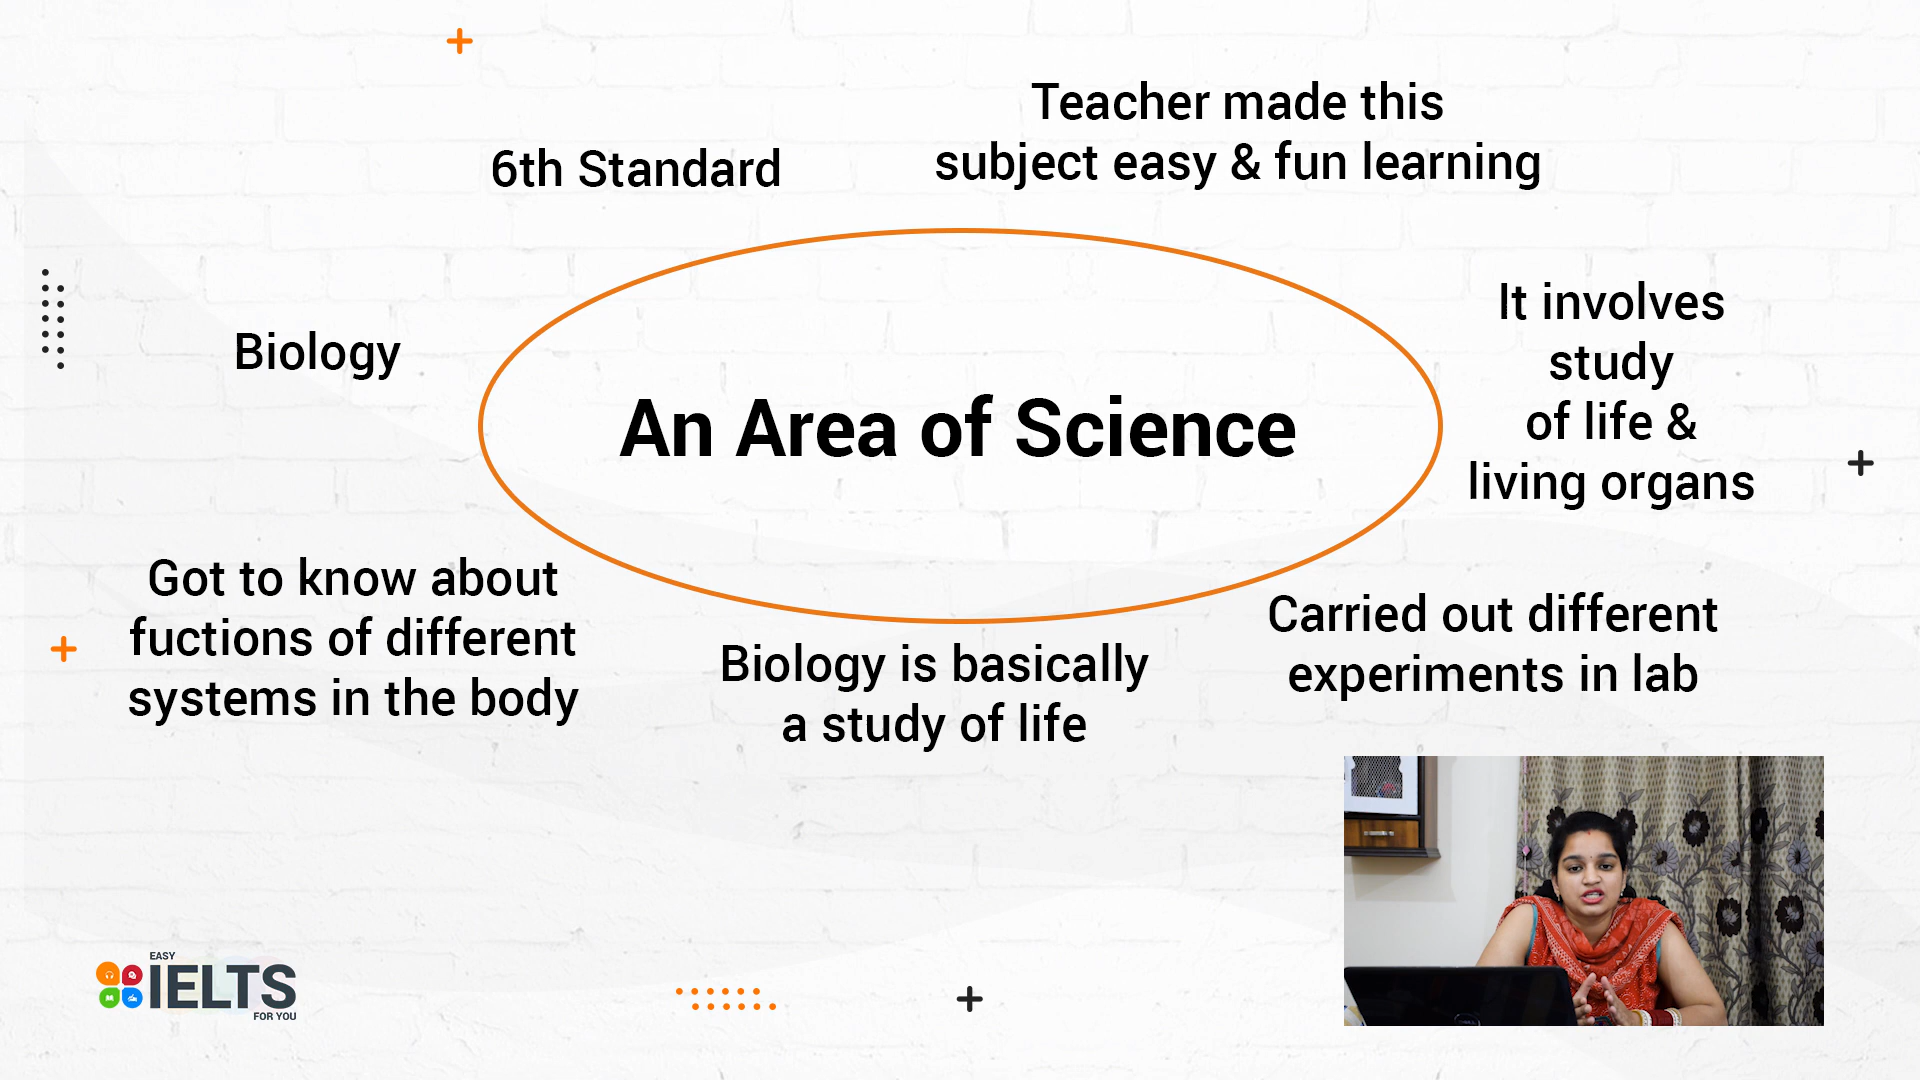 Teacher made this
subject easy & fun learning
6th Standard
It involves
study
of life &
living organs
Biology
An Area of Science
Got to know about
fuctions of different
systems in the body
Carried out different
experiments in lab
Biology is basically
a study of life
EASY
IELTS
FOR YOU